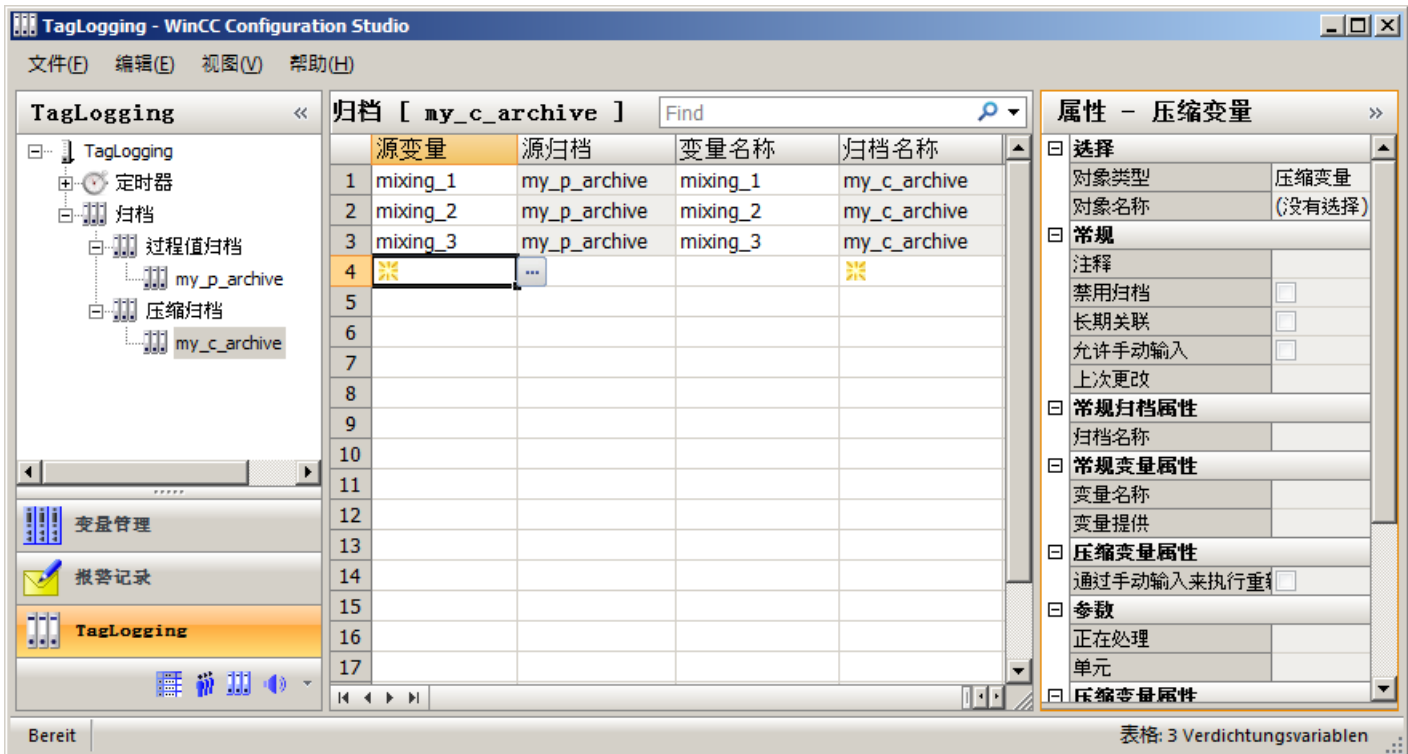 TagLogging - WinCC Configuration Studio
文件(F) 编辑(E) 视图(V) 帮助(H)
TagLogging «
TagLogging
定时器
归档
过程值归档
my_p_archive
压缩归档
my_c_archive
变量管理
报警记录
TagLogging
归档 [ my_c_archive ] Find
源变量 源归档 变量名称 归档名称
1 mixing_1 my_p_archive mixing_1 my_c_archive
2 mixing_2 my_p_archive mixing_2 my_c_archive
3 mixing_3 my_p_archive mixing_3 my_c_archive
4 ...
5
6
7
8
9
10
11
12
13
14
15
16
17
属性 - 压缩变量 »
选择
对象类型 压缩变量
对象名称 (没有选择)
常规
注释
禁用归档
长期关联
允许手动输入
上次更改
常规归档属性
归档名称
常规变量属性
变量名称
变量提供
压缩变量属性
通过手动输入来执行重
参数
正在处理
单元
压缩变量属性
Bereit 表格: 3 Verdichtungsvariablen